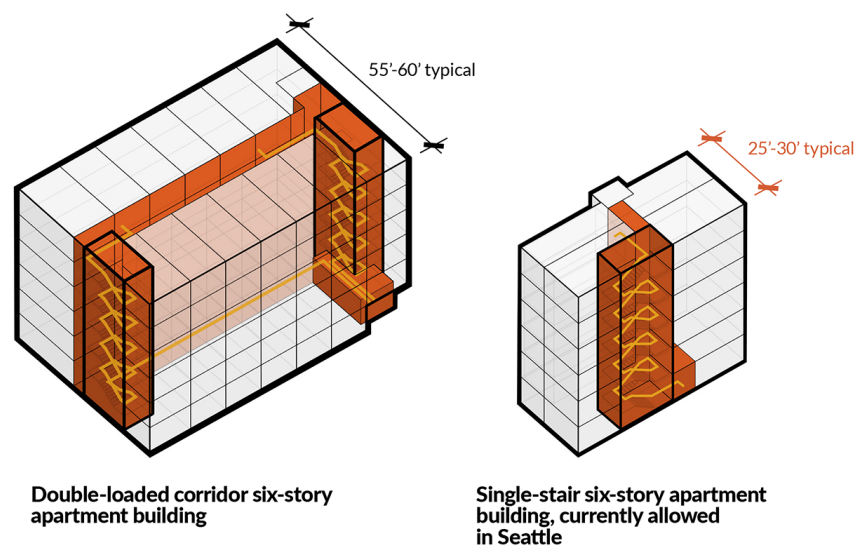 55’-60’ typical
25’-30’ typical
Double-loaded corridor six-story
apartment building
Single-stair six-story apartment
building, currently allowed
in Seattle